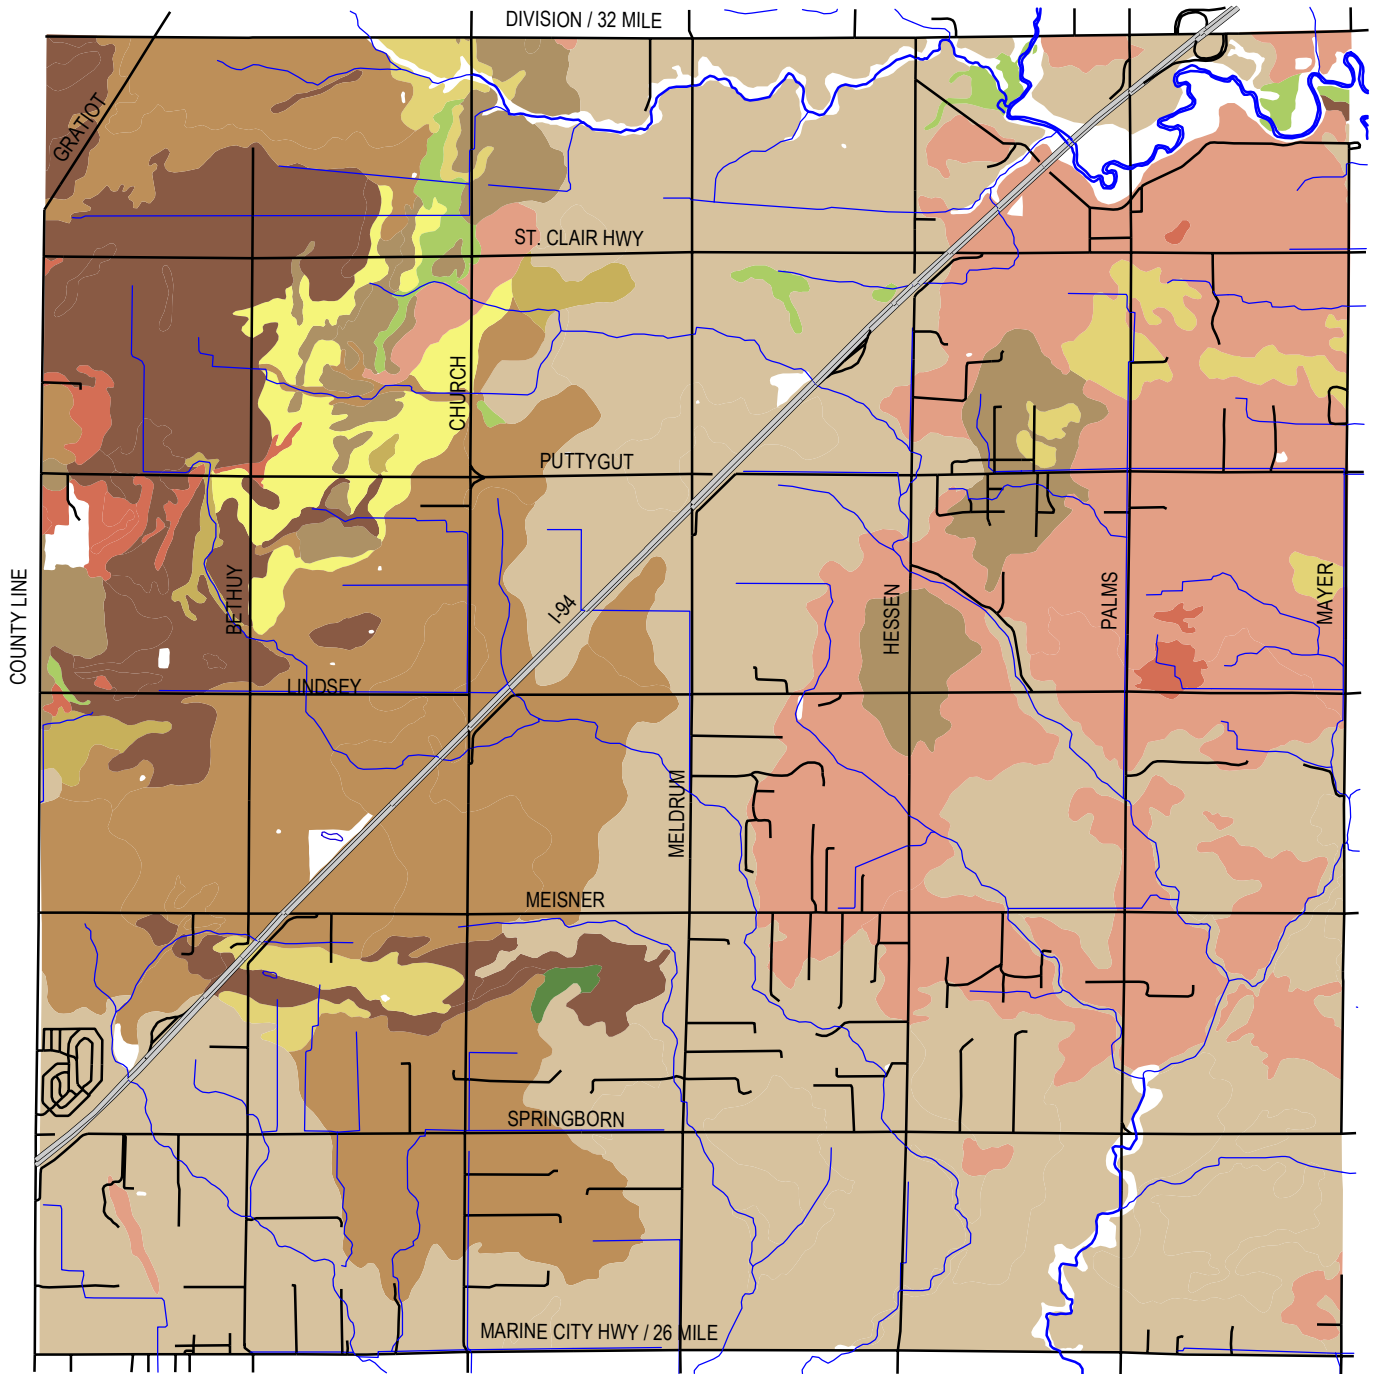 DIVISION / 32 MILE
GRATIOT
ST. CLAIR HWY
CHURCH
PUTTYGUT
COUNTY LINE
BETHUY
I-94
HESSEN
PALMS
MAYER
LINDSEY
MELDRUM
MEISNER
SPRINGBORN
MARINE CITY HWY / 26 MILE